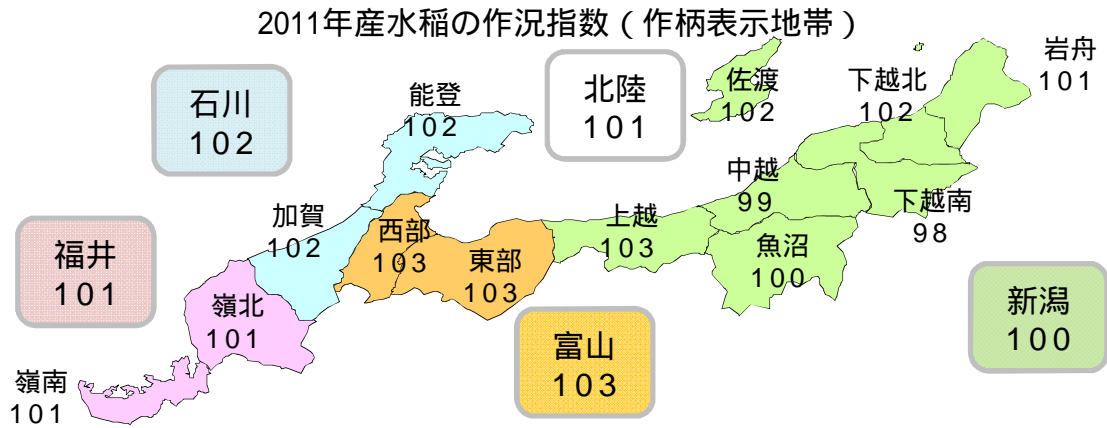 2011年産水稲の作況指数（作柄表示地帯）
石川
102
能登
102
北陸
101
佐渡
102
下越北
102
岩舟
101
福井
101
加賀
102
西部
103
東部
103
上越
103
中越
99
魚沼
100
下越南
98
嶺北
101
嶺南
101
富山
103
新潟
100